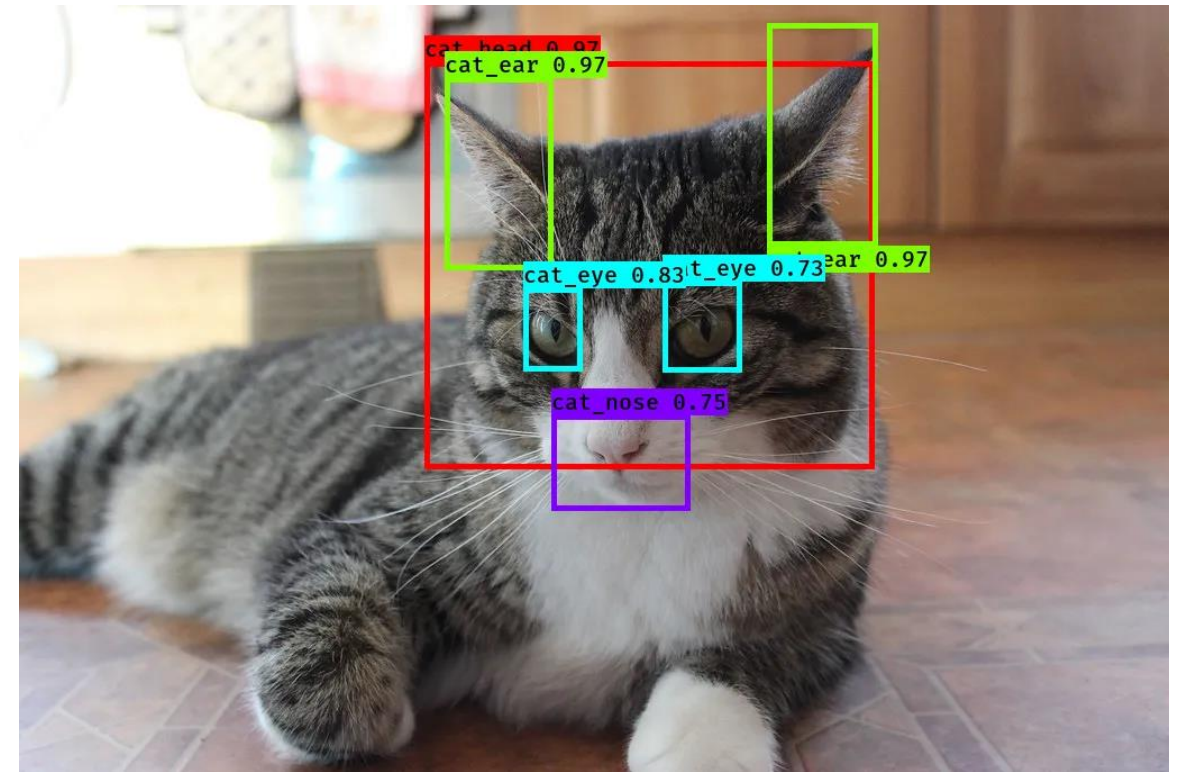 cat_head 0.97
cat_ear 0.97
ear 0.97
cat_eye 0.83
t_eye 0.73
cat_nose 0.75